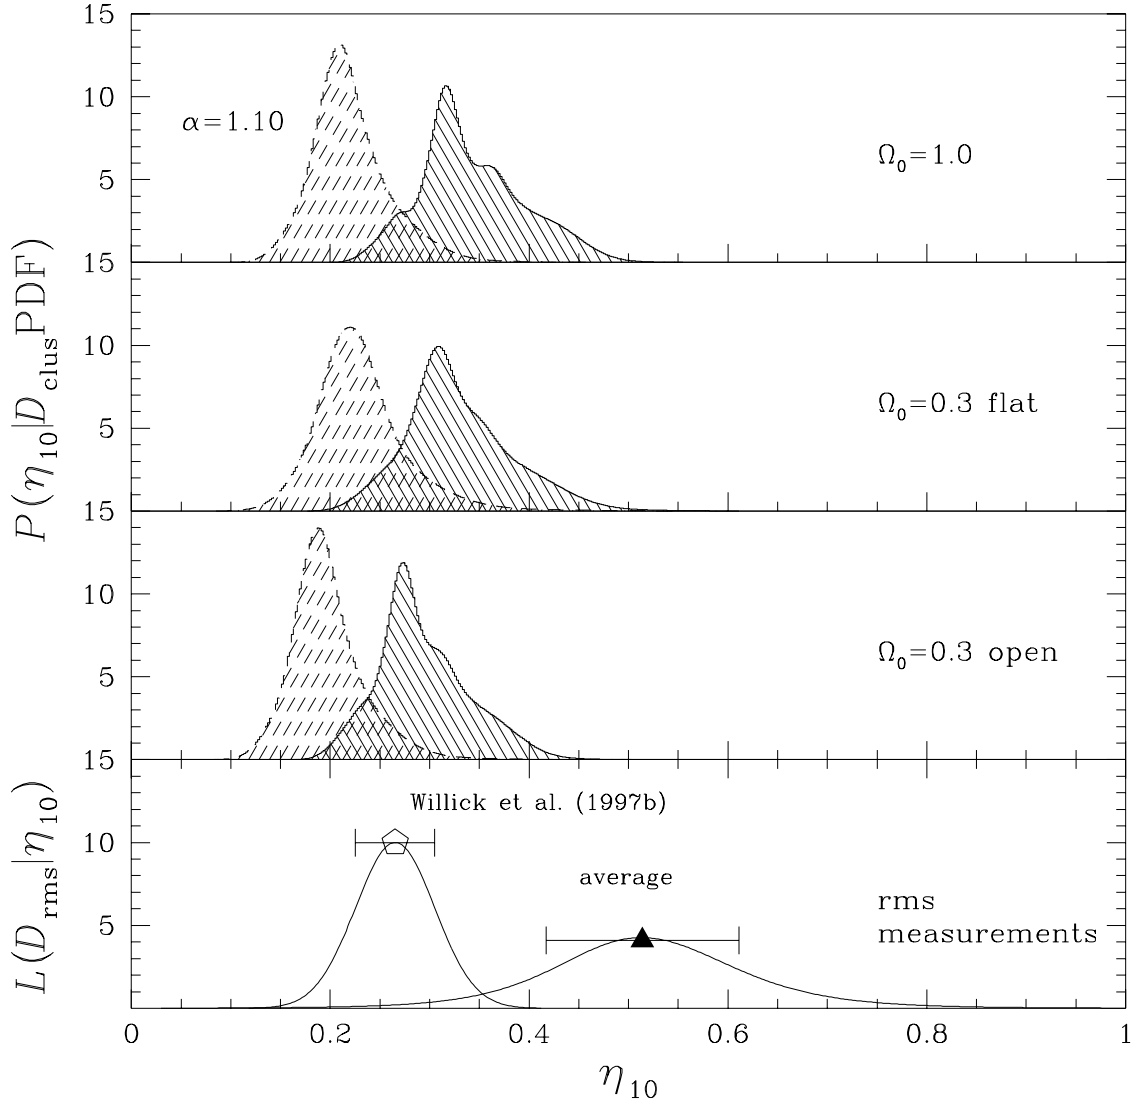 15
10
5
α=1.10
Ω₀=1.0
15
10
5
Ω₀=0.3 flat
15
10
5
Ω₀=0.3 open
15
10
5
Willick et al. (1997b)
average
rms
measurements
P(η₁₀|D_clus PDF)
L(D_rms|η₁₀)
0 0.2 0.4 0.6 0.8 1
η₁₀